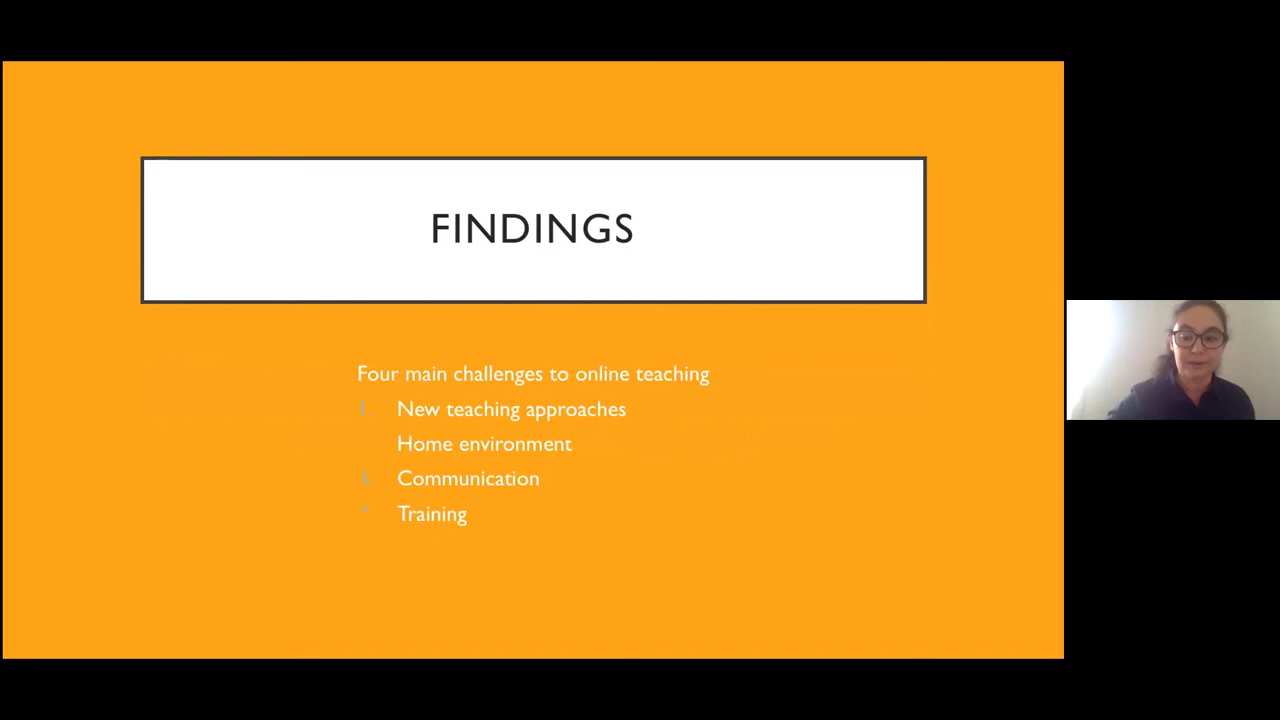 FINDINGS
Four main challenges to online teaching
New teaching approaches
Home environment
Communication
Training